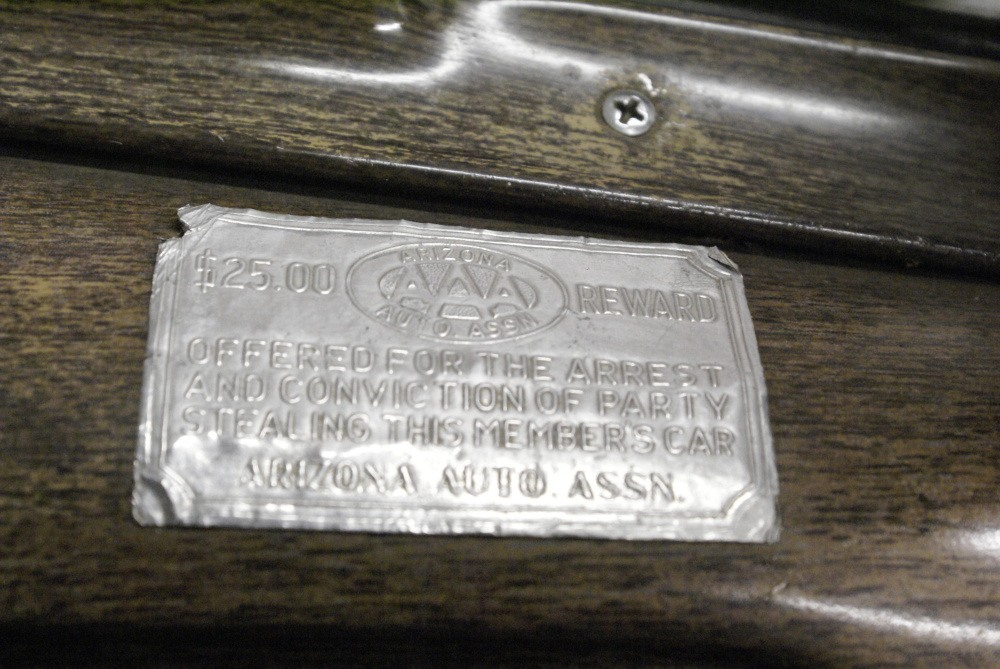 $25.00 REWARD
ARIZONA
AAA
AUTO. ASSN
OFFERED FOR THE ARREST
AND CONVICTION OF PARTY
STEALING THIS MEMBER'S CAR
ARIZONA AUTO. ASSN.